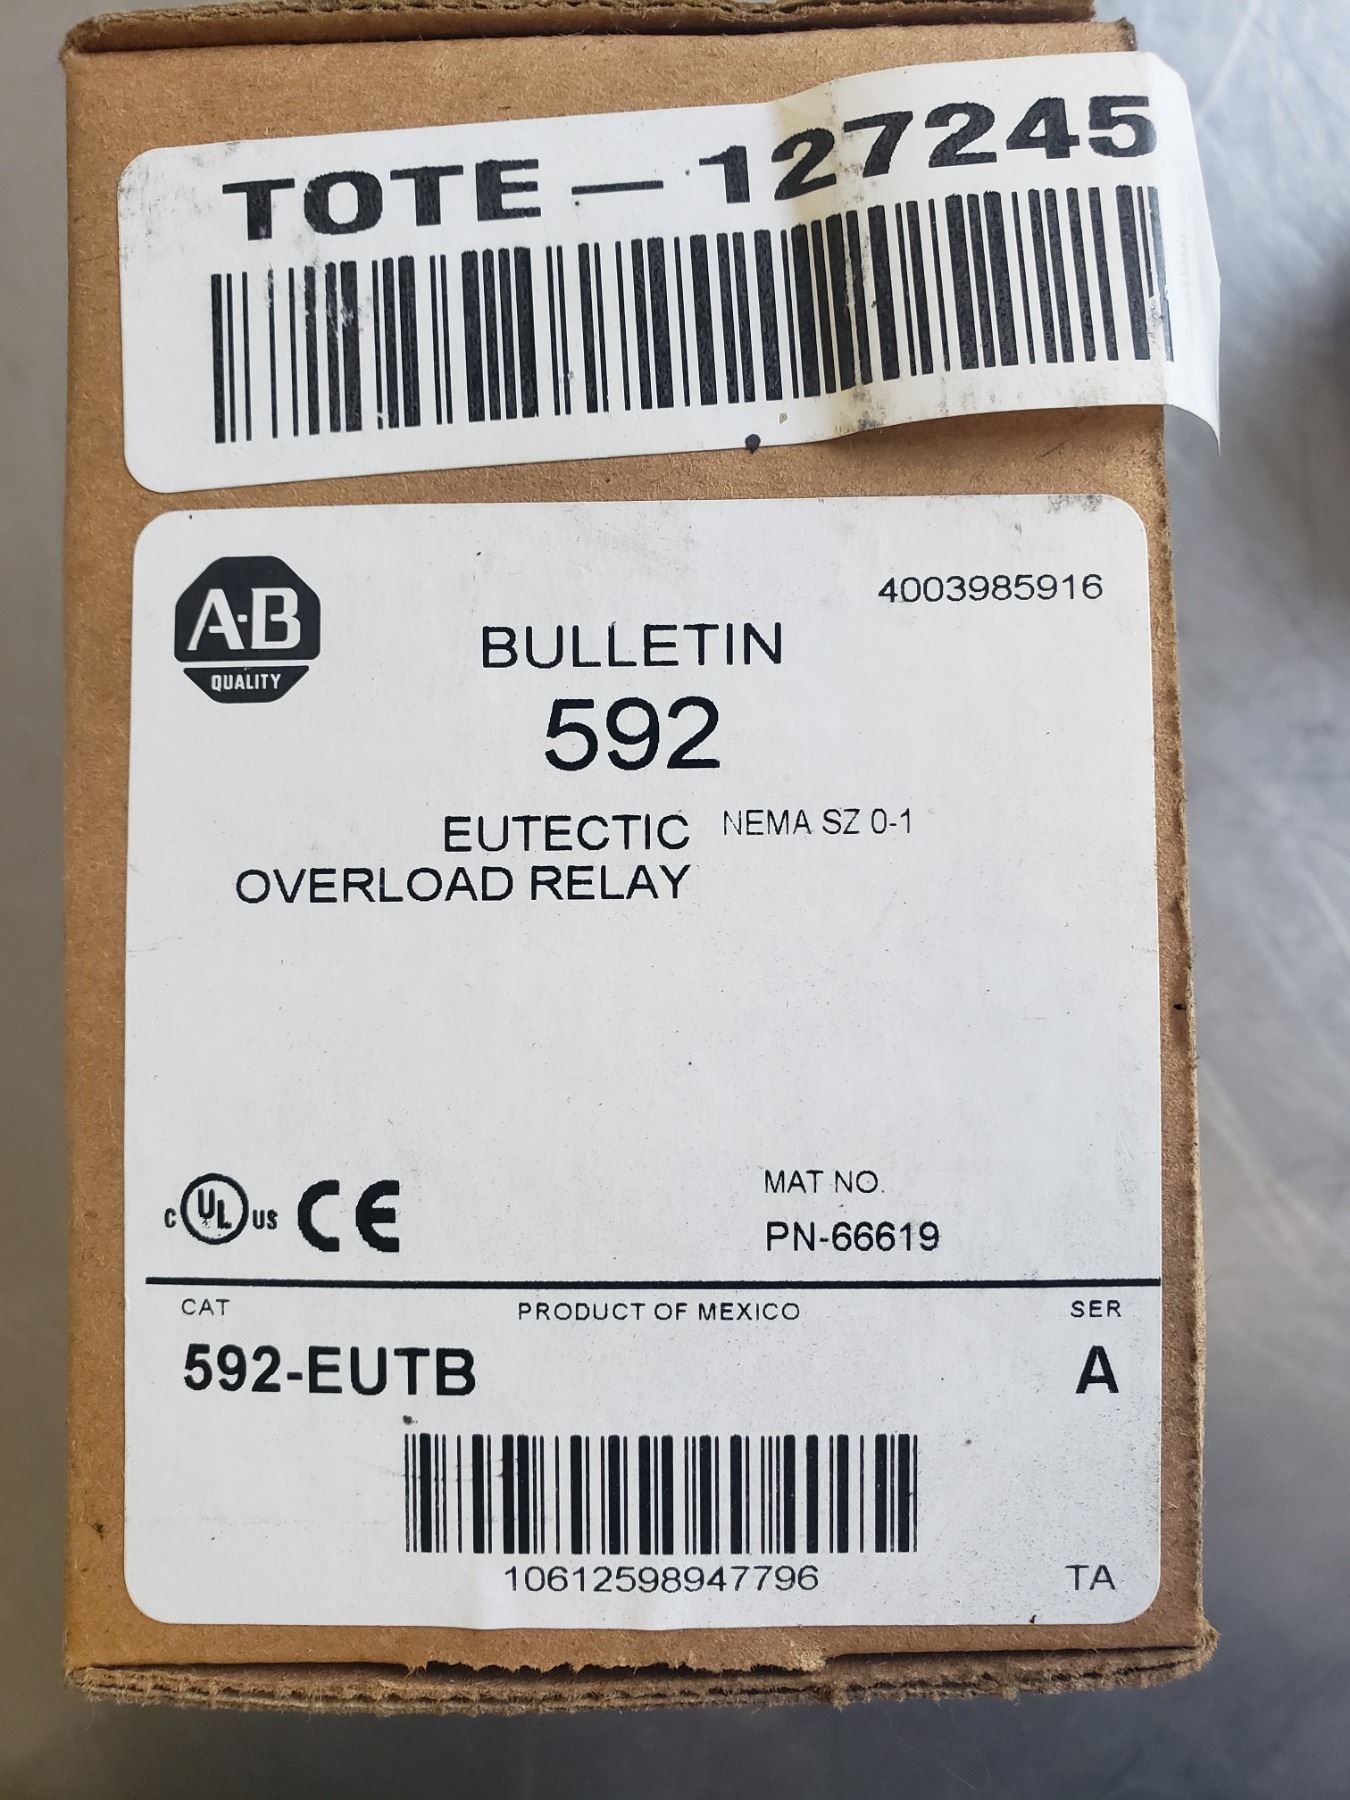 TOTE — 127245
A-B
QUALITY
4003985916
BULLETIN
592
EUTECTIC NEMA SZ 0-1
OVERLOAD RELAY
C UL US CE
MAT NO.
PN-66619
CAT PRODUCT OF MEXICO SER
592-EUTB A
10612598947796 TA